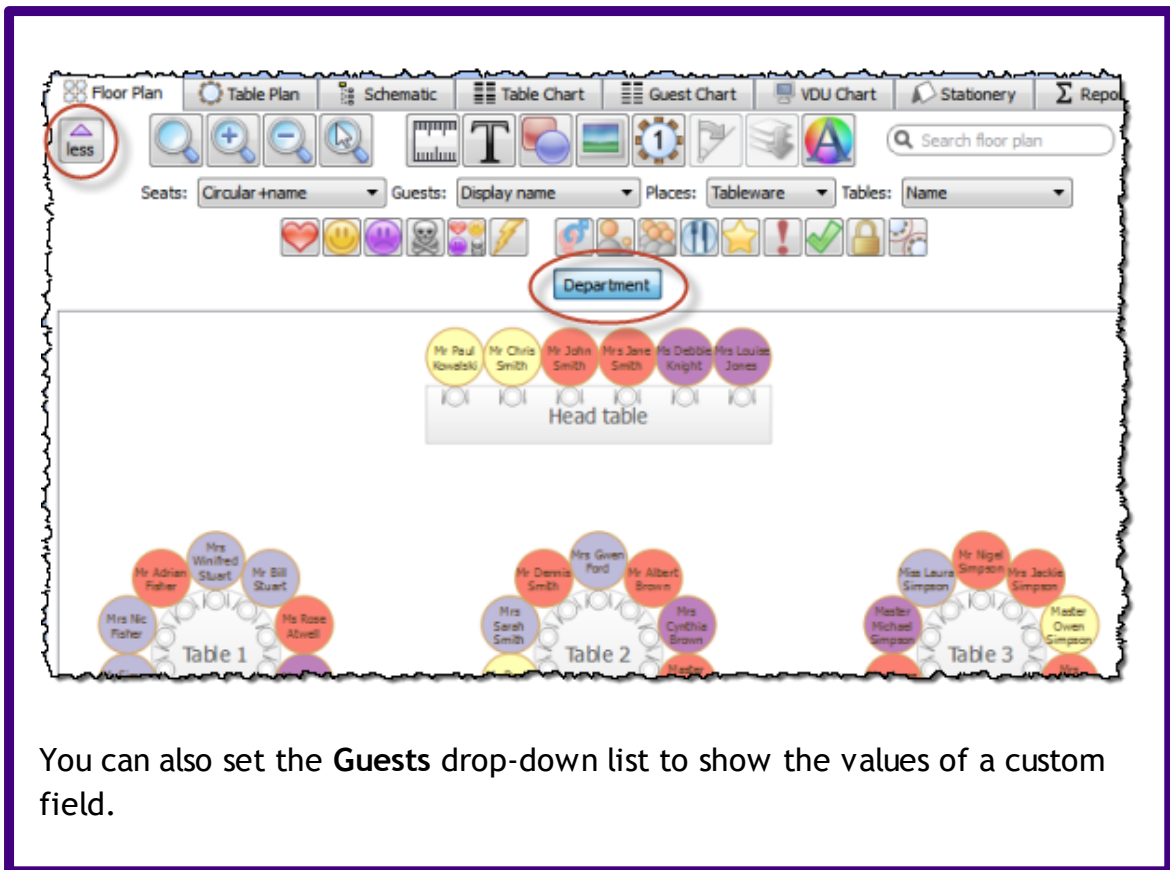 Floor Plan Table Plan Schematic Table Chart Guest Chart VDU Chart Stationery Σ Repo
less
T 1 A Search floor plan
Seats: Circular +name Guests: Display name Places: Tableware Tables: Name
Department
Mr Paul Kowalski
Mr Chris Smith
Mr John Smith
Mrs Jane Smith
Ms Debbie Knight
Mrs Louise Jones
Head table
Mrs Nic Fisher
Mr Adrian Fisher
Mrs Winifred Stuart
Mr Bill Stuart
Ms Rose Atwell
Table 1
Mrs Sarah Smith
Mr Dennis Smith
Mrs Gwen Ford
Mr Albert Brown
Mrs Cynthia Brown
Master
Table 2
Master Michael Simpson
Miss Laura Simpson
Mr Nigel Simpson
Mrs Jackie Simpson
Master Owen Simpson
Mrs
Table 3
You can also set the Guests drop-down list to show the values of a custom
field.